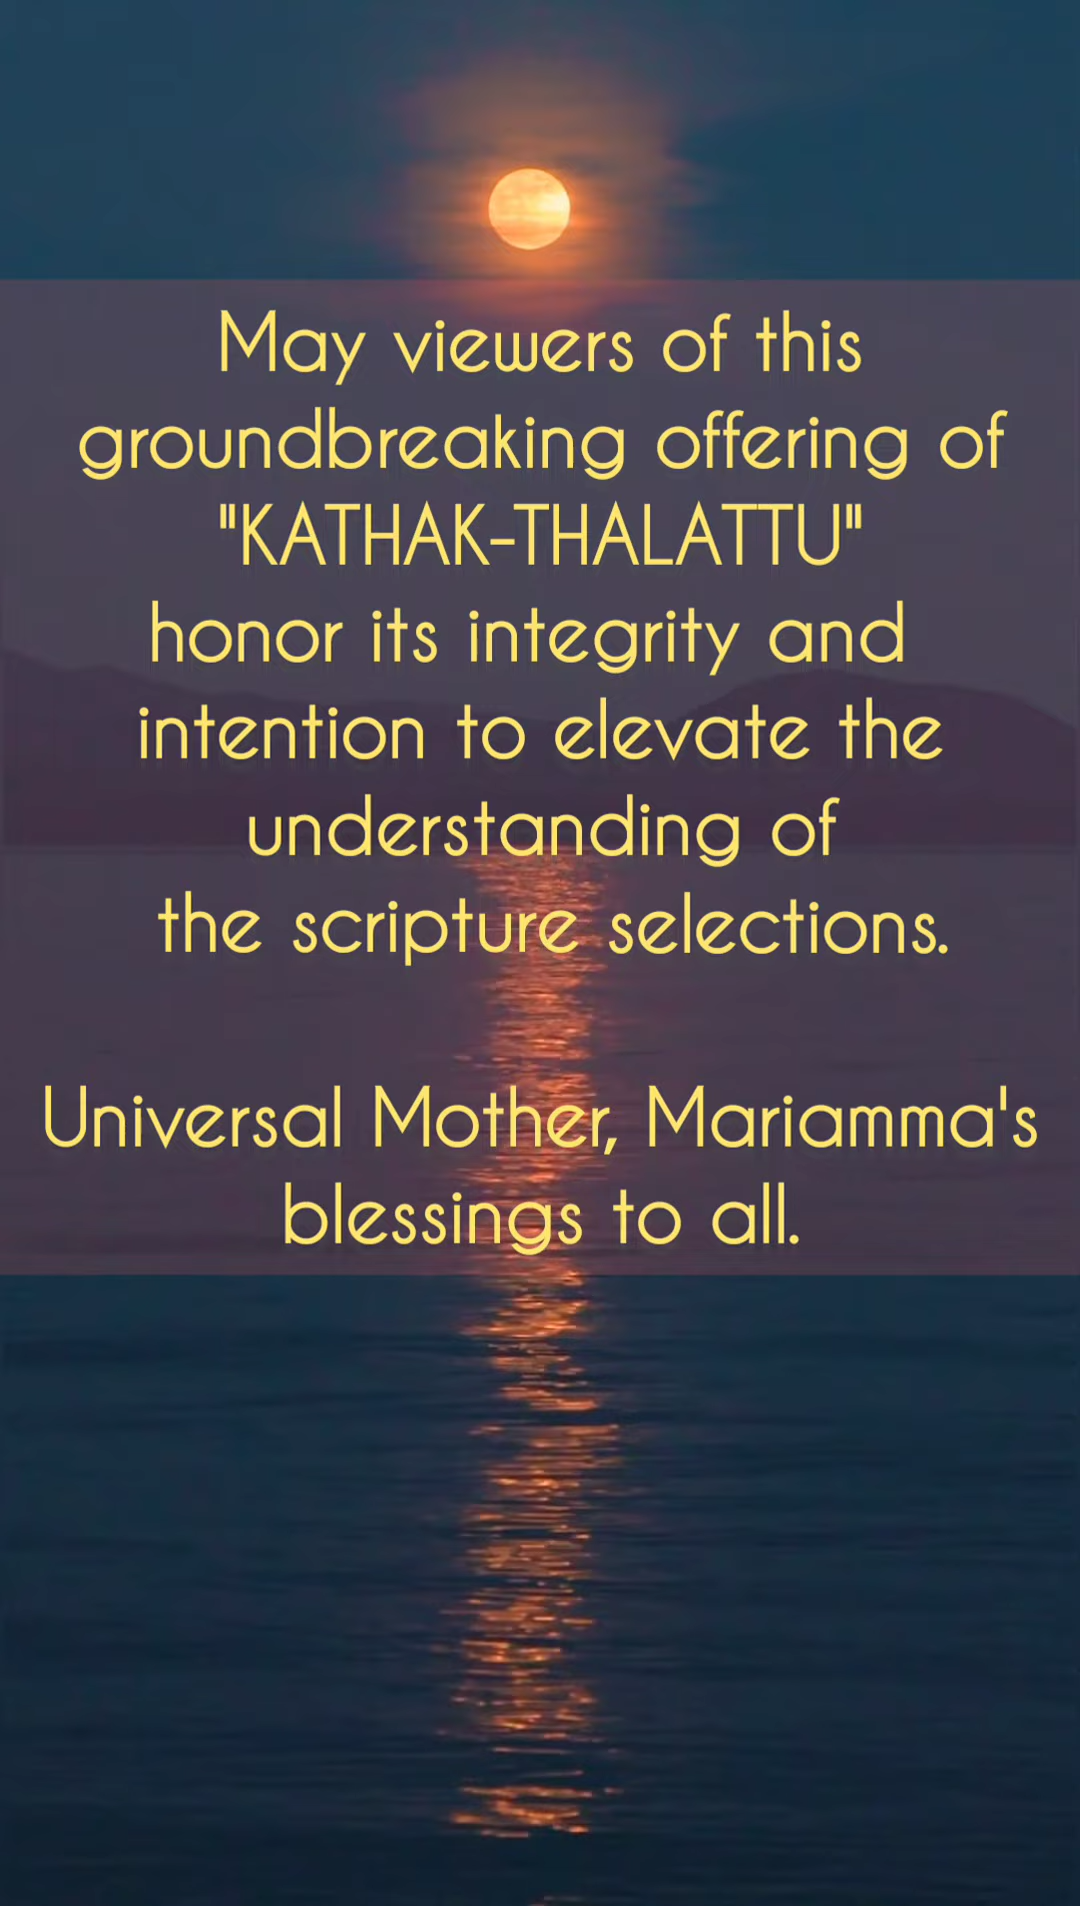 May viewers of this
groundbreaking offering of
"KATHAK-THALATTU"
honor its integrity and
intention to elevate the
understanding of
the scripture selections.
Universal Mother, Mariamma's
blessings to all.